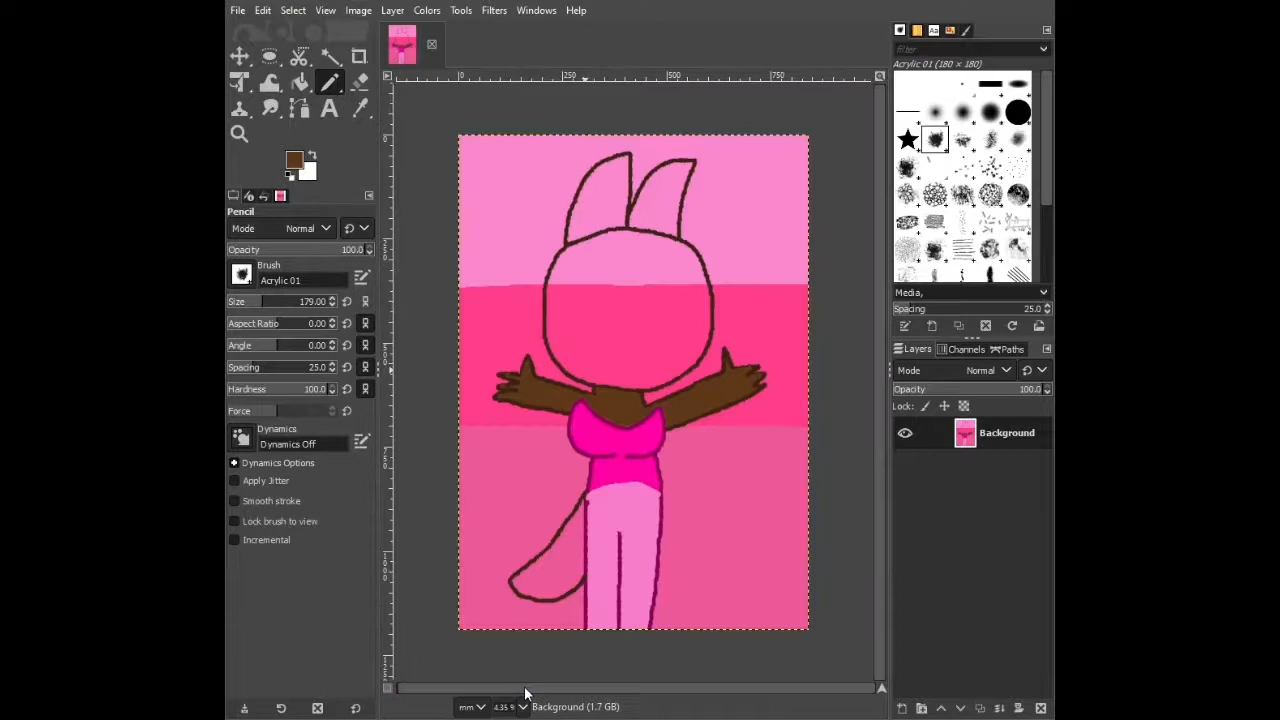 File Edit Select View Image Layer Colors Tools Filters Windows Help
filter
Acrylic 01 (180 × 180)
0 250 500 750
Pencil
Mode Normal
Opacity 100.0
Brush
Acrylic 01
Size 179.00
Aspect Ratio 0.00
Angle 0.00
Spacing 25.0
Hardness 100.0
Force
Dynamics
Dynamics Off
Dynamics Options
Apply Jitter
Smooth stroke
Lock brush to view
Incremental
Media,
Spacing 25.0
Layers Channels Paths
Mode Normal
Opacity 100.0
Lock:
Background
mm 4.35 % Background (1.7 GB)